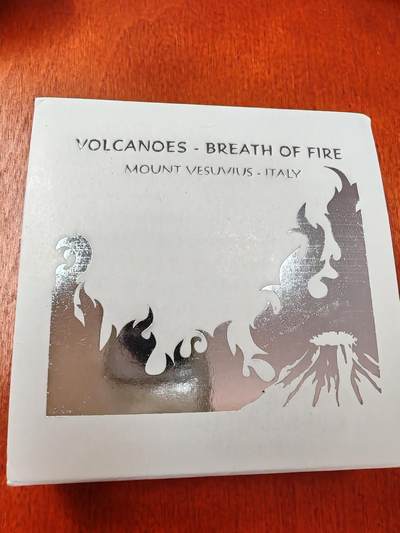 VOLCANOES - BREATH OF FIRE
MOUNT VESUVIUS - ITALY